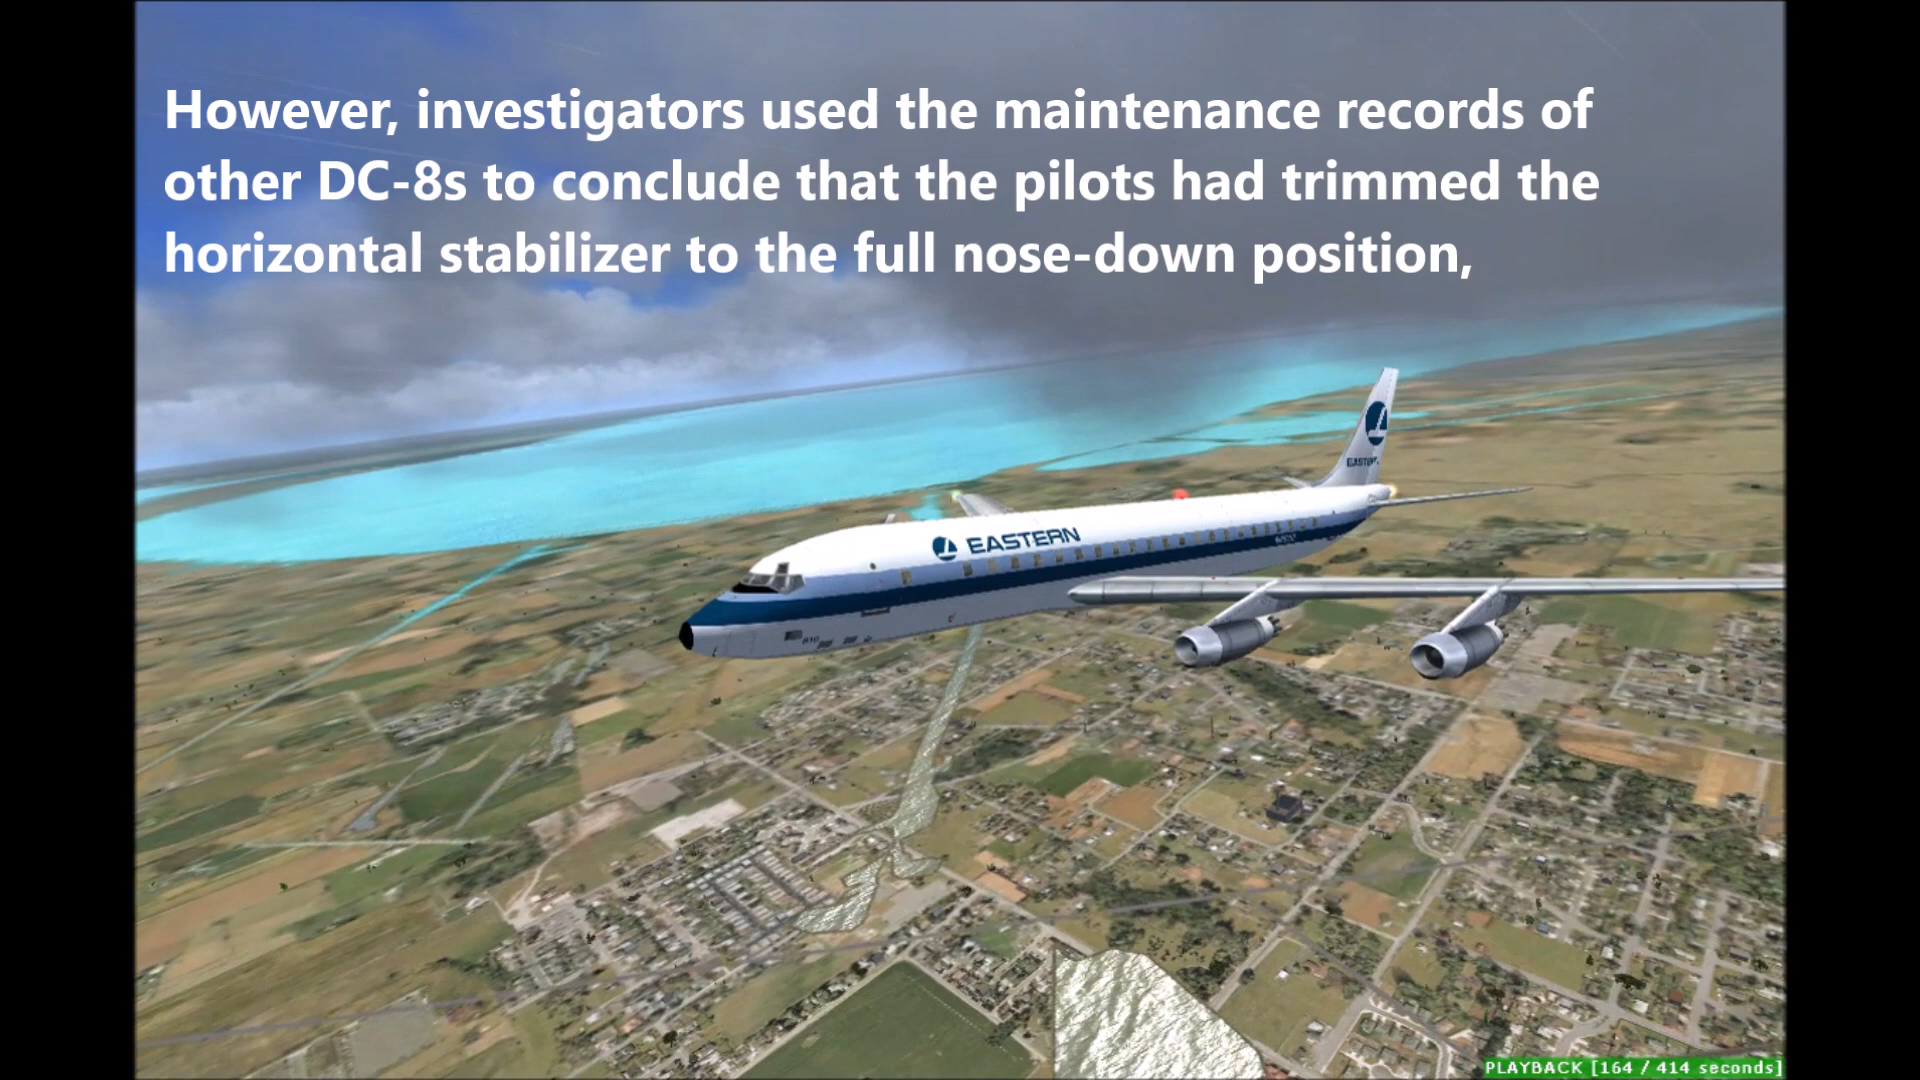 However, investigators used the maintenance records of
other DC-8s to conclude that the pilots had trimmed the
horizontal stabilizer to the full nose-down position,
EASTERN
EASTERN
PLAYBACK [164 / 414 seconds]